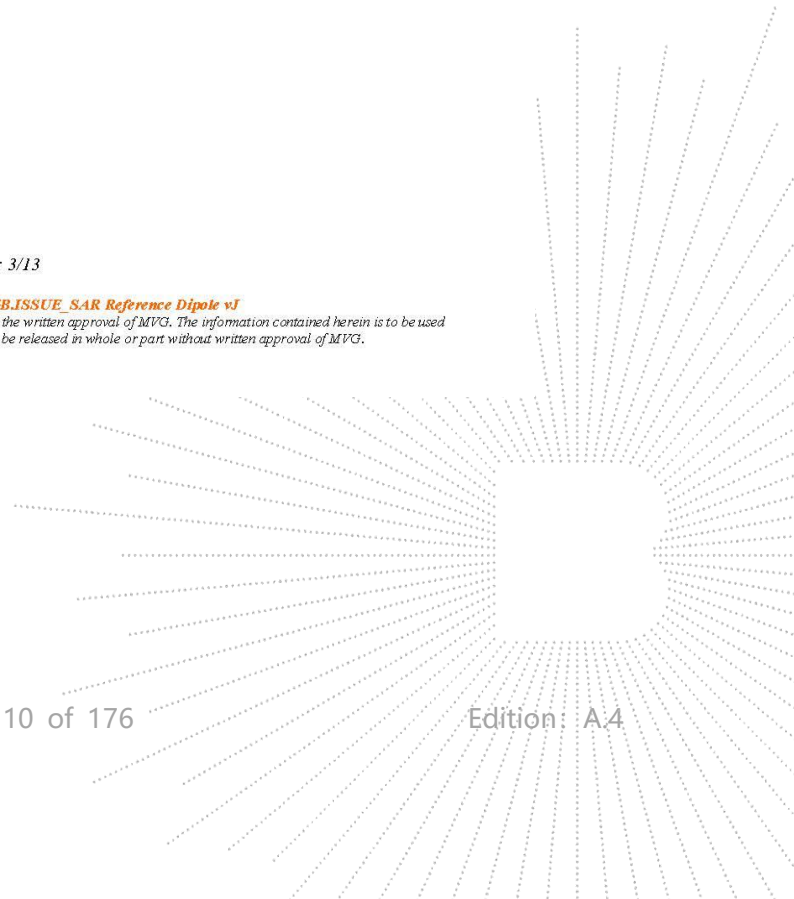 : 3/13
B.ISSUE_SAR Reference Dipole vJ
the written approval of MVG. The information contained herein is to be used
be released in whole or part without written approval of MVG.
10 of 176 Edition: A.4